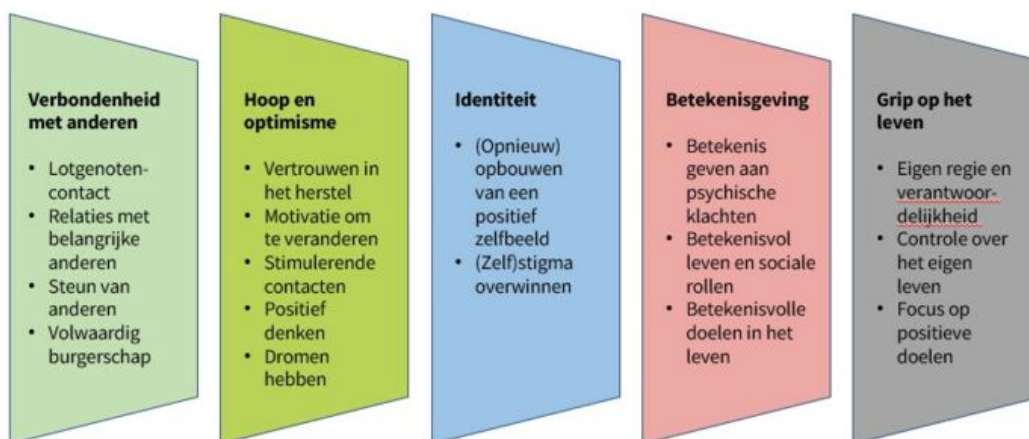 Verbondenheid
met anderen
• Lotgenoten-
contact
• Relaties met
belangrijke
anderen
• Steun van
anderen
• Volwaardig
burgerschap
Hoop en
optimisme
• Vertrouwen in
het herstel
• Motivatie om
te veranderen
• Stimulerende
contacten
• Positief
denken
• Dromen
hebben
Identiteit
• (Opnieuw)
opbouwen
van een
positief
zelfbeeld
• (Zelf)stigma
overwinnen
Betekenisgeving
• Betekenis
geven aan
psychische
klachten
• Betekenisvol
leven en sociale
rollen
• Betekenisvolle
doelen in het
leven
Grip op het
leven
• Eigen regie en
verantwoor-
delijkheid
• Controle over
het eigen
leven
• Focus op
positieve
doelen